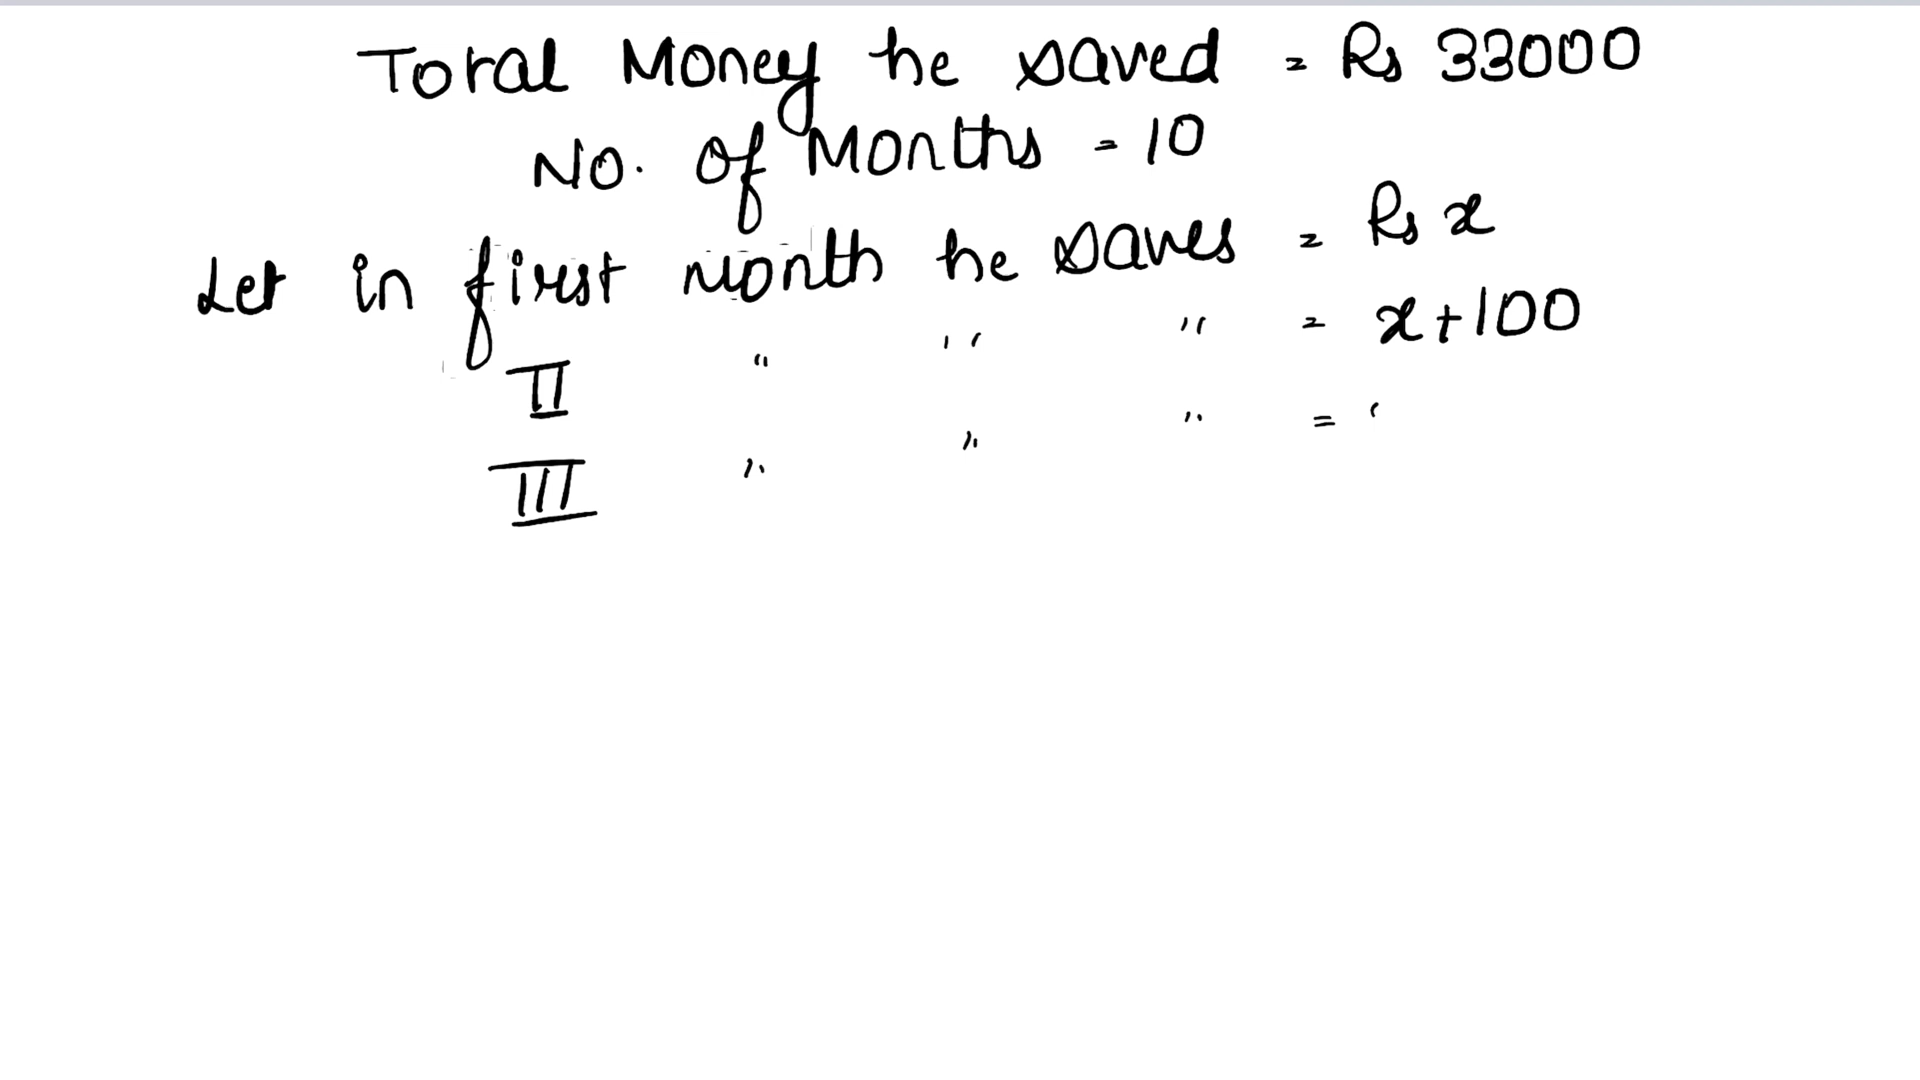 Total Money he saved = Rs 33000
No. of Months = 10
Let in first month he saves = Rs x
II " " " = x+100
III " " " =